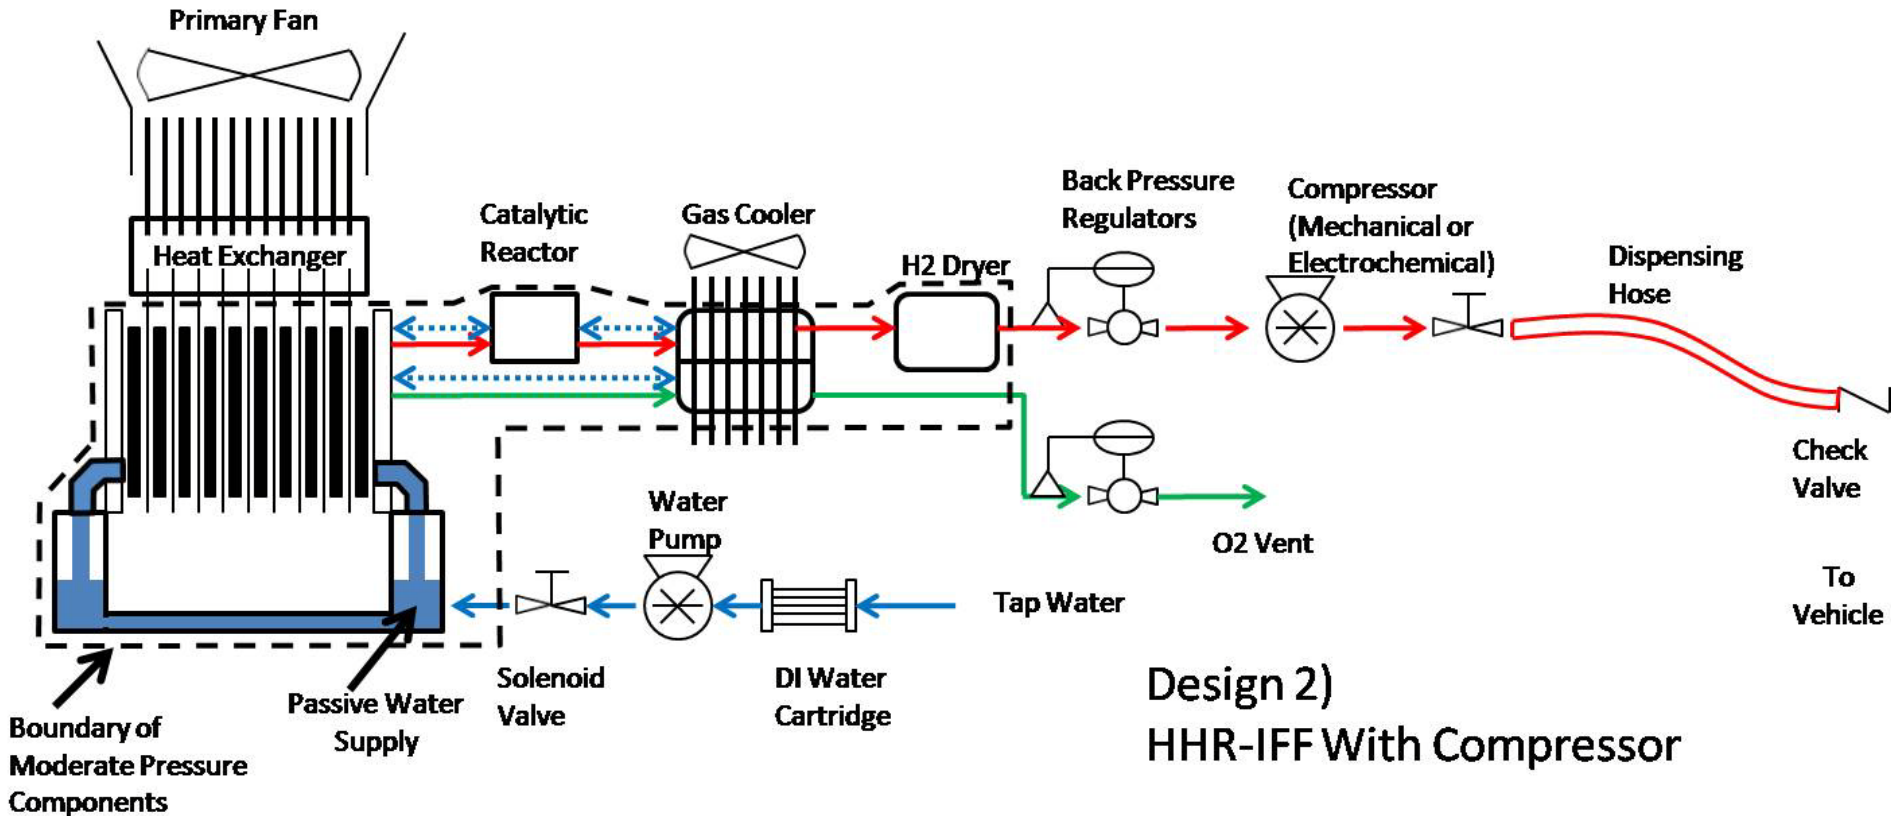 Primary Fan
Heat Exchanger
Catalytic
Reactor
Gas Cooler
H2 Dryer
Back Pressure
Regulators
Compressor
(Mechanical or
Electrochemical)
Dispensing
Hose
Check
Valve
To
Vehicle
O2 Vent
Water
Pump
Tap Water
Solenoid
Valve
DI Water
Cartridge
Passive Water
Supply
Boundary of
Moderate Pressure
Components
Design 2)
HHR-IFF With Compressor